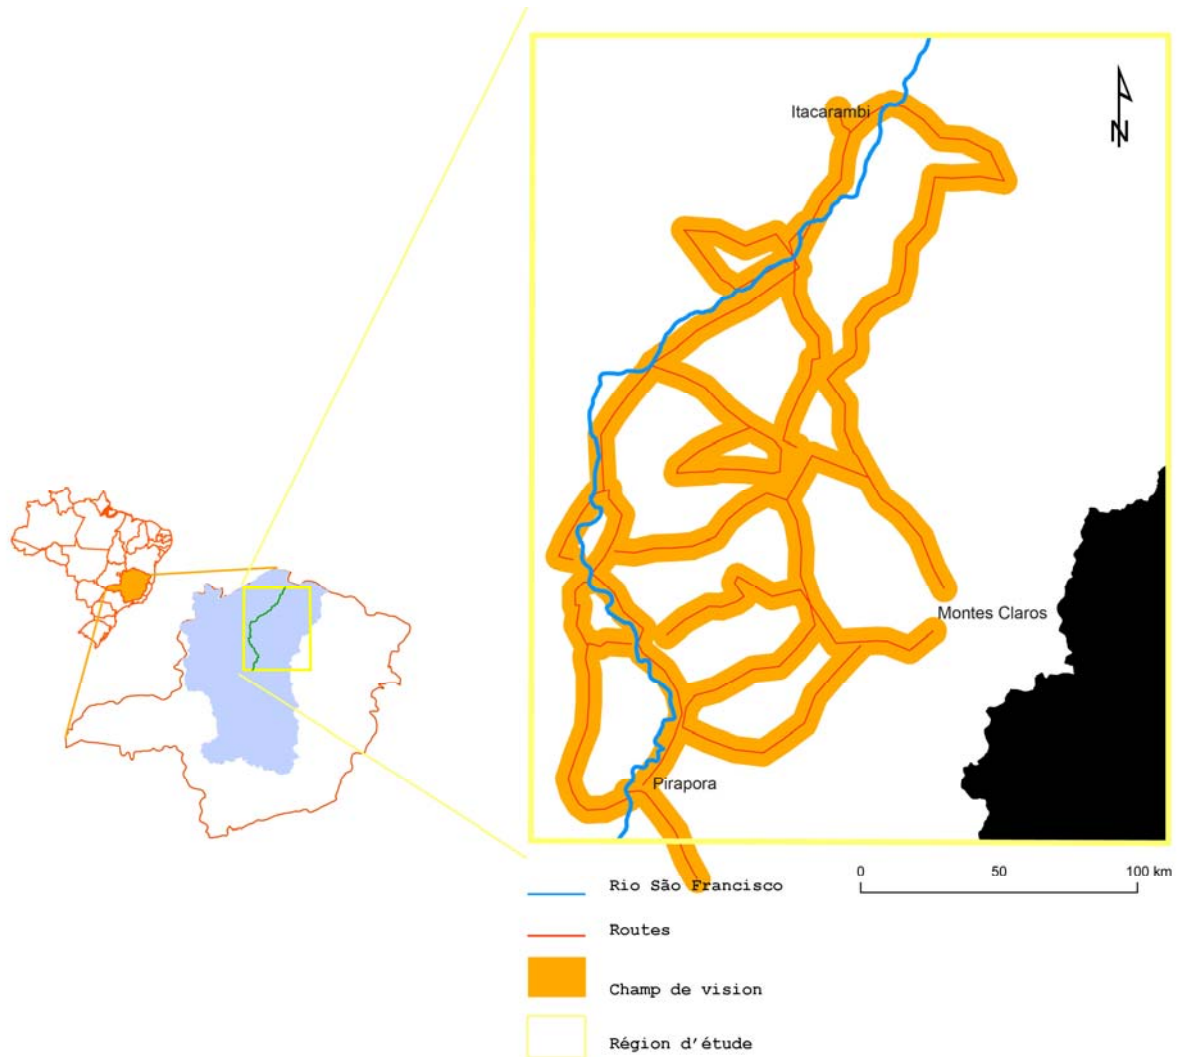 Itacarambi
N
Montes Claros
Pirapora
0 50 100 km
Rio São Francisco
Routes
Champ de vision
Région d'étude